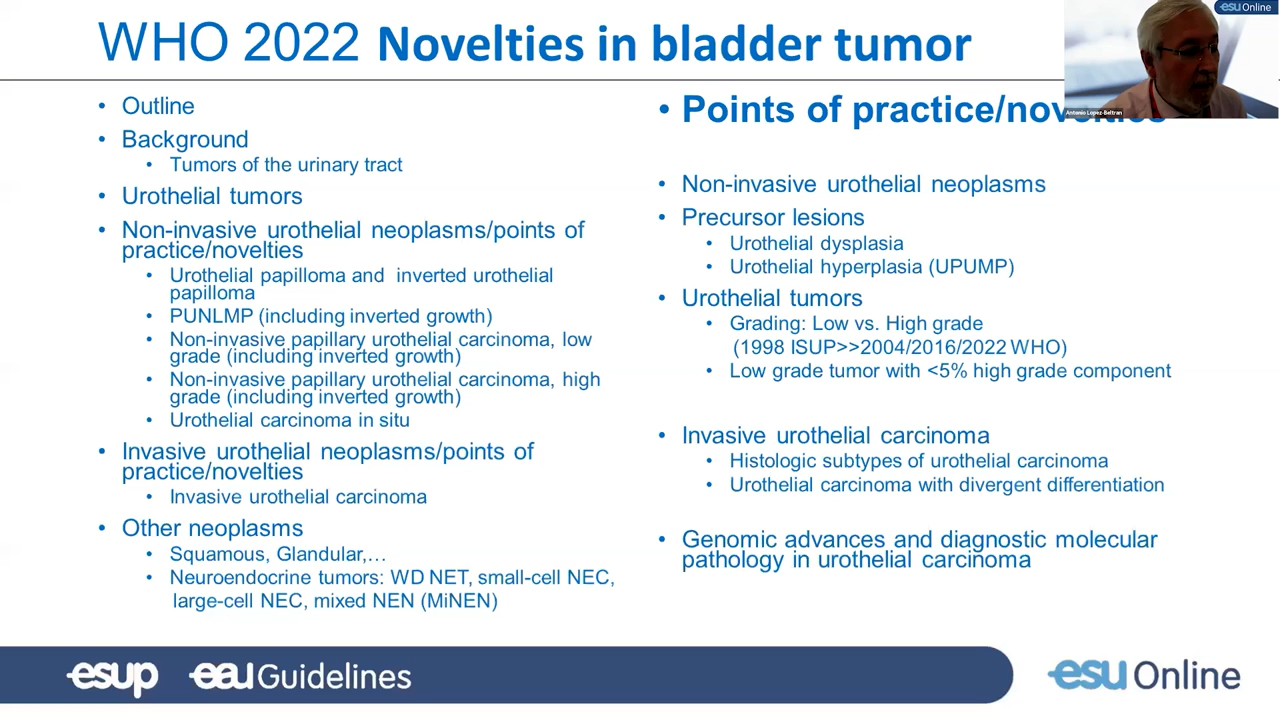 WHO 2022 Novelties in bladder tumor
esu Online
Antonio Lopez-Beltran
• Outline
• Background
• Tumors of the urinary tract
• Urothelial tumors
• Non-invasive urothelial neoplasms/points of
practice/novelties
• Urothelial papilloma and inverted urothelial
papilloma
• PUNLMP (including inverted growth)
• Non-invasive papillary urothelial carcinoma, low
grade (including inverted growth)
• Non-invasive papillary urothelial carcinoma, high
grade (including inverted growth)
• Urothelial carcinoma in situ
• Invasive urothelial neoplasms/points of
practice/novelties
• Invasive urothelial carcinoma
• Other neoplasms
• Squamous, Glandular,...
• Neuroendocrine tumors: WD NET, small-cell NEC,
large-cell NEC, mixed NEN (MiNEN)
• Points of practice/novelties
• Non-invasive urothelial neoplasms
• Precursor lesions
• Urothelial dysplasia
• Urothelial hyperplasia (UPUMP)
• Urothelial tumors
• Grading: Low vs. High grade
(1998 ISUP>>2004/2016/2022 WHO)
• Low grade tumor with <5% high grade component
• Invasive urothelial carcinoma
• Histologic subtypes of urothelial carcinoma
• Urothelial carcinoma with divergent differentiation
• Genomic advances and diagnostic molecular
pathology in urothelial carcinoma
esup eau Guidelines
esu Online